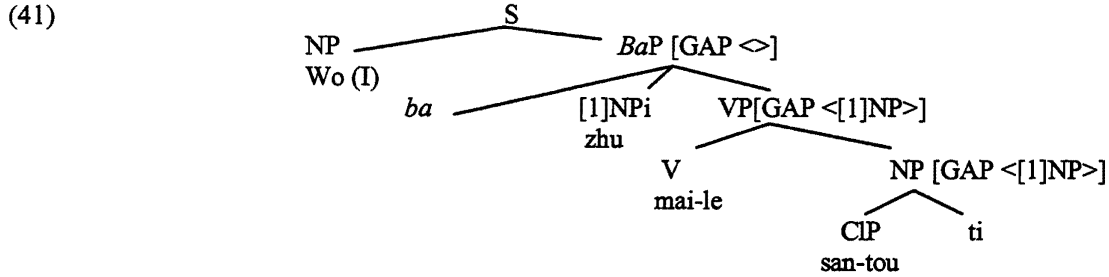 (41) S
NP BaP [GAP <>]
Wo (I)
ba [1]NPi VP[GAP <[1]NP>]
zhu
V NP [GAP <[1]NP>]
mai-le
ClP ti
san-tou